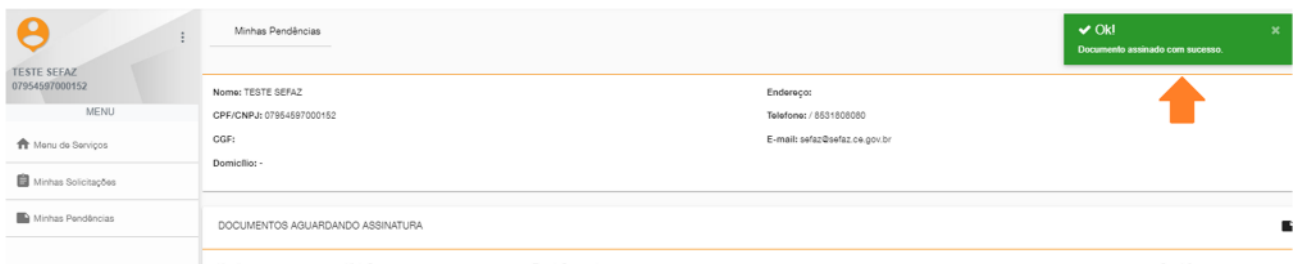 Minhas Pendências
Ok!
Documento assinado com sucesso.
TESTE SEFAZ
07954597000152
MENU
Menu de Serviços
Minhas Solicitações
Minhas Pendências
Nome: TESTE SEFAZ
CPF/CNPJ: 07954597000152
CGF:
Domicílio: -
Endereço:
Telefone: / 8531808080
E-mail: sefaz@sefaz.ce.gov.br
DOCUMENTOS AGUARDANDO ASSINATURA